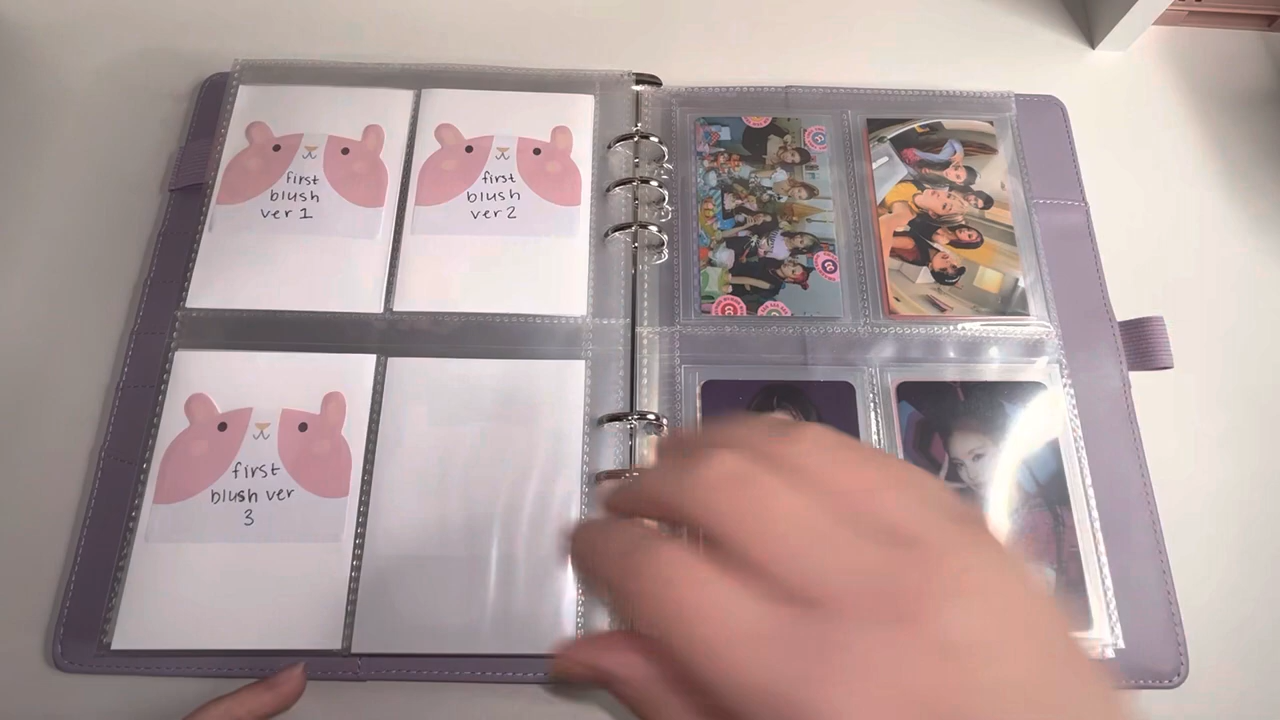 first
blush
ver 1
first
blush
ver 2
first
blush ver
3